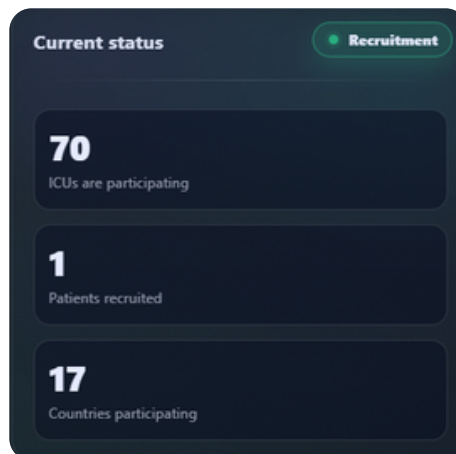 Current status
Recruitment
70
ICUs are participating
1
Patients recruited
17
Countries participating